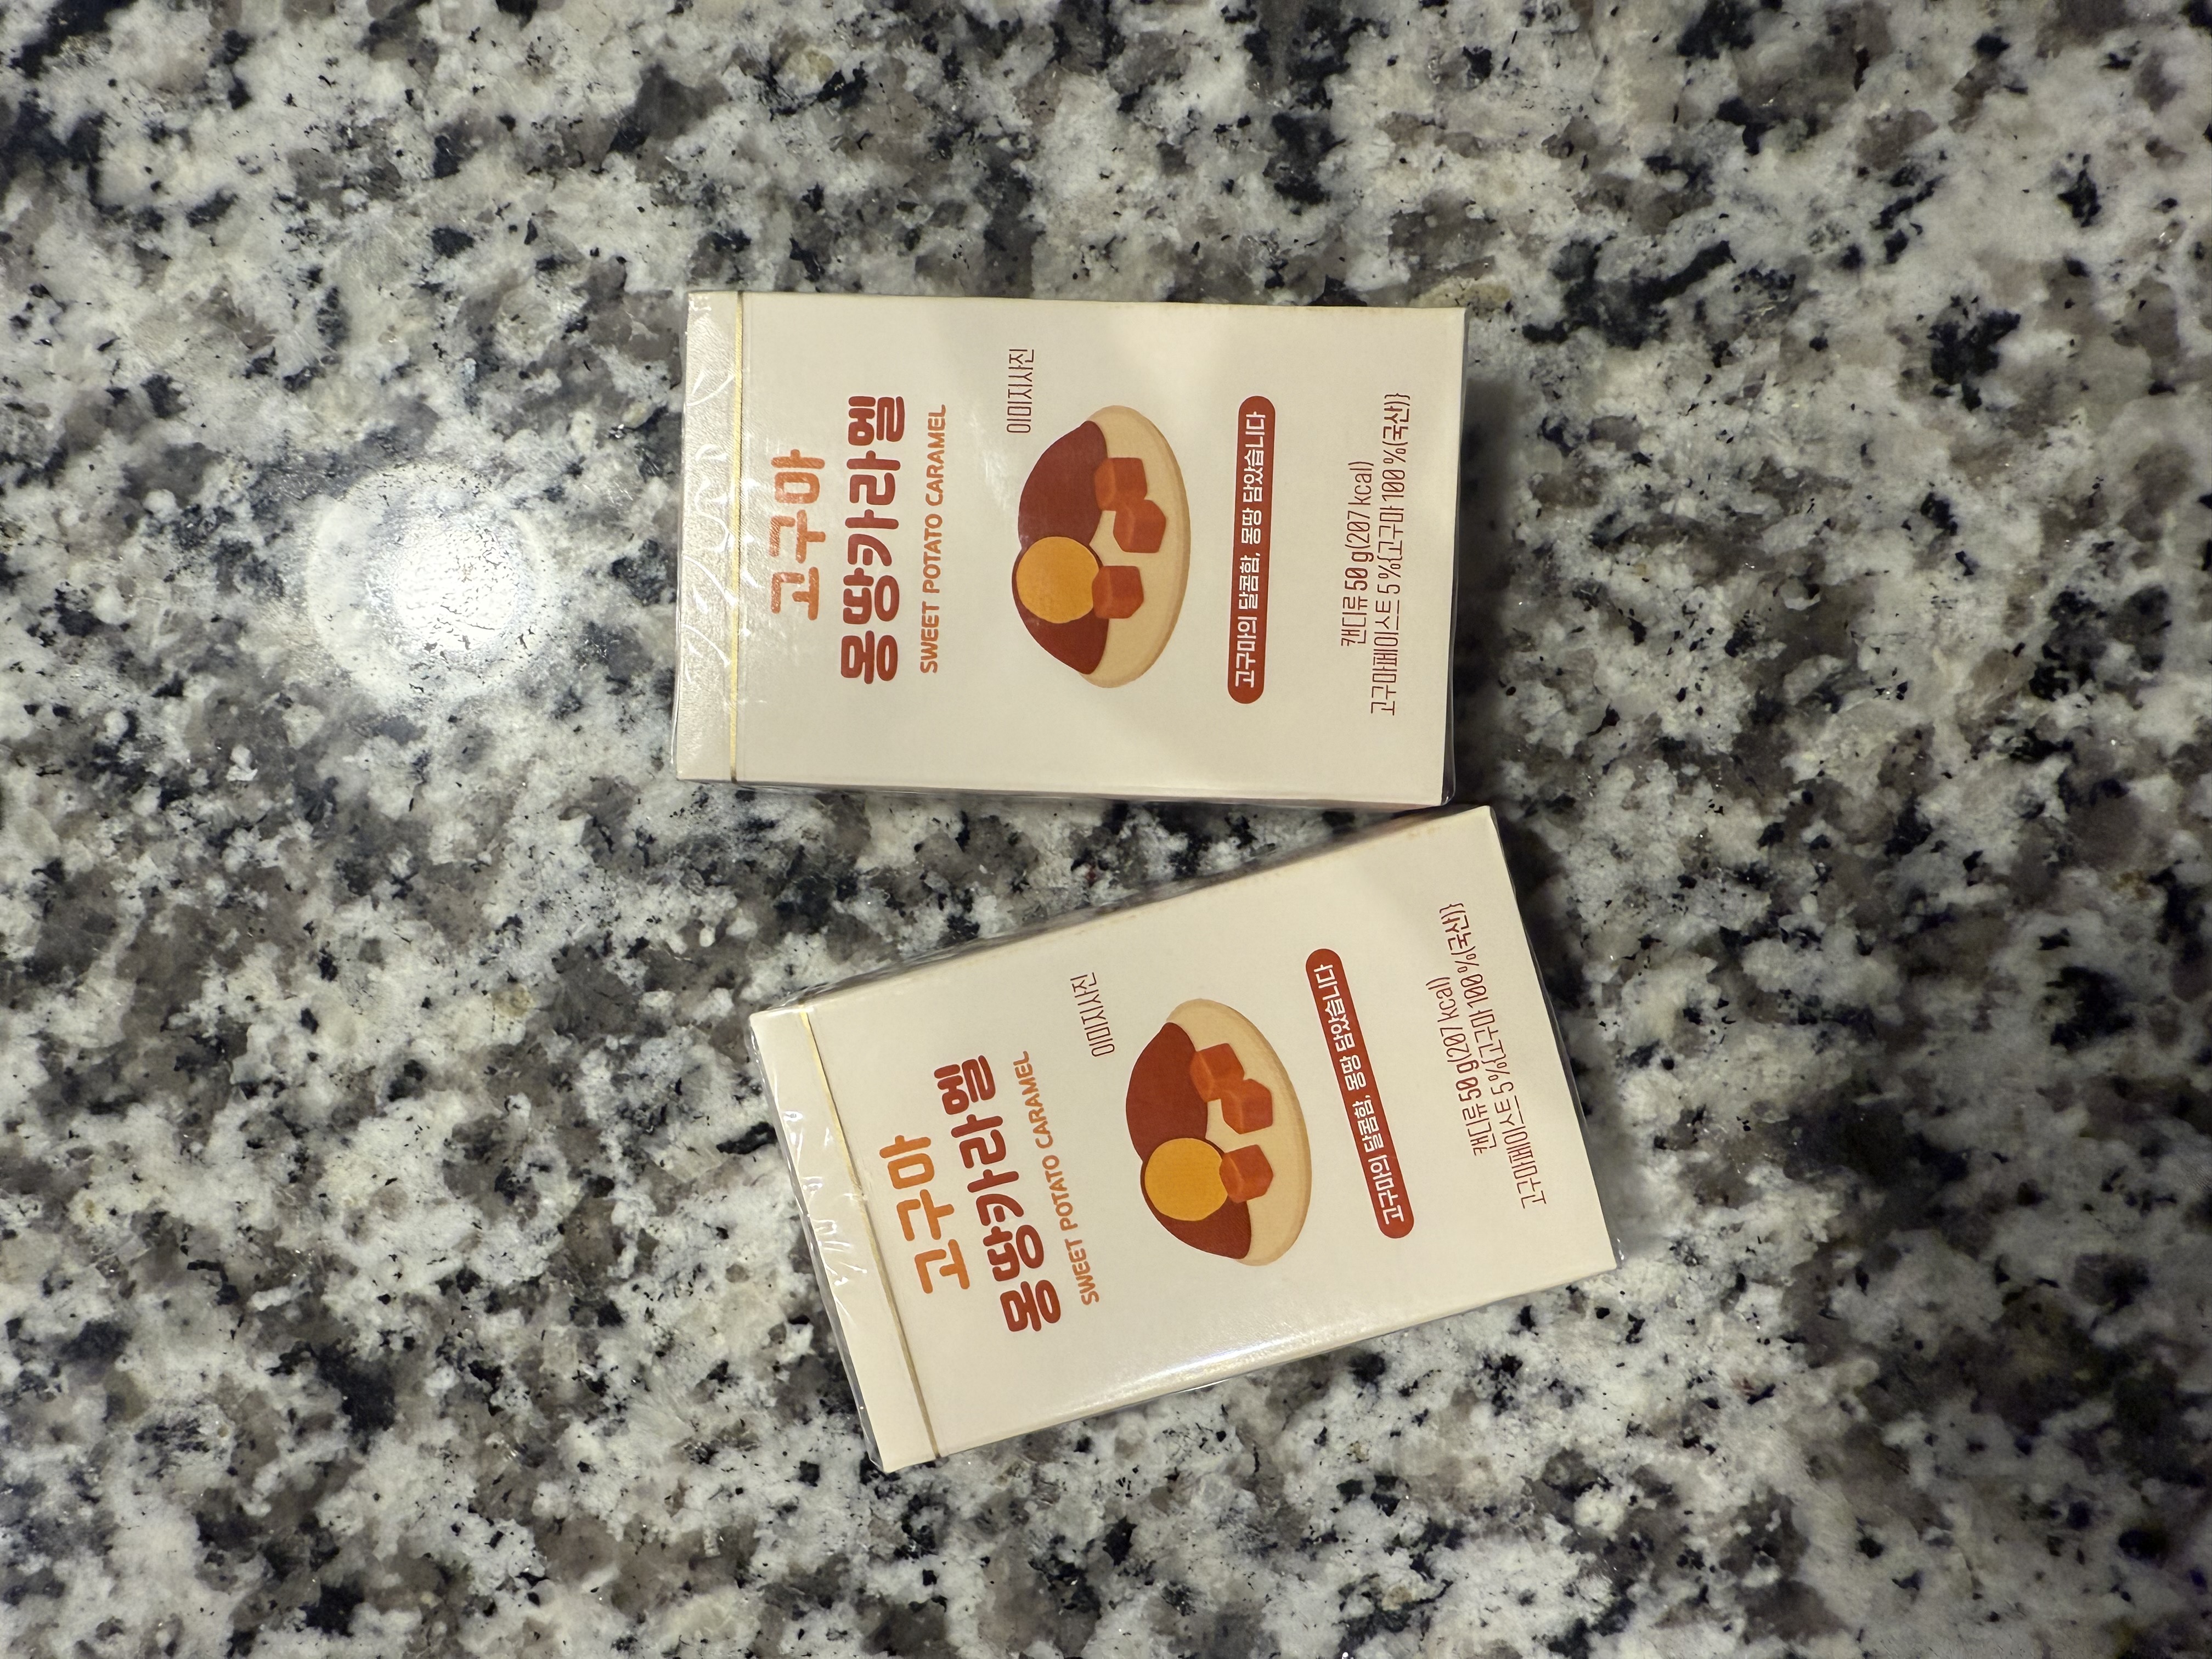 고구마
몽땅카라멜
SWEET POTATO CARAMEL
이미지사진
고구마의 달콤함, 몽땅 담았습니다
캔디류 50 g(207 kcal)
고구마페이스트 5 %{고구마 100 %(국산)}
고구마
몽땅카라멜
SWEET POTATO CARAMEL
이미지사진
고구마의 달콤함, 몽땅 담았습니다
캔디류 50 g(207 kcal)
고구마페이스트 5 %{고구마 100 %(국산)}